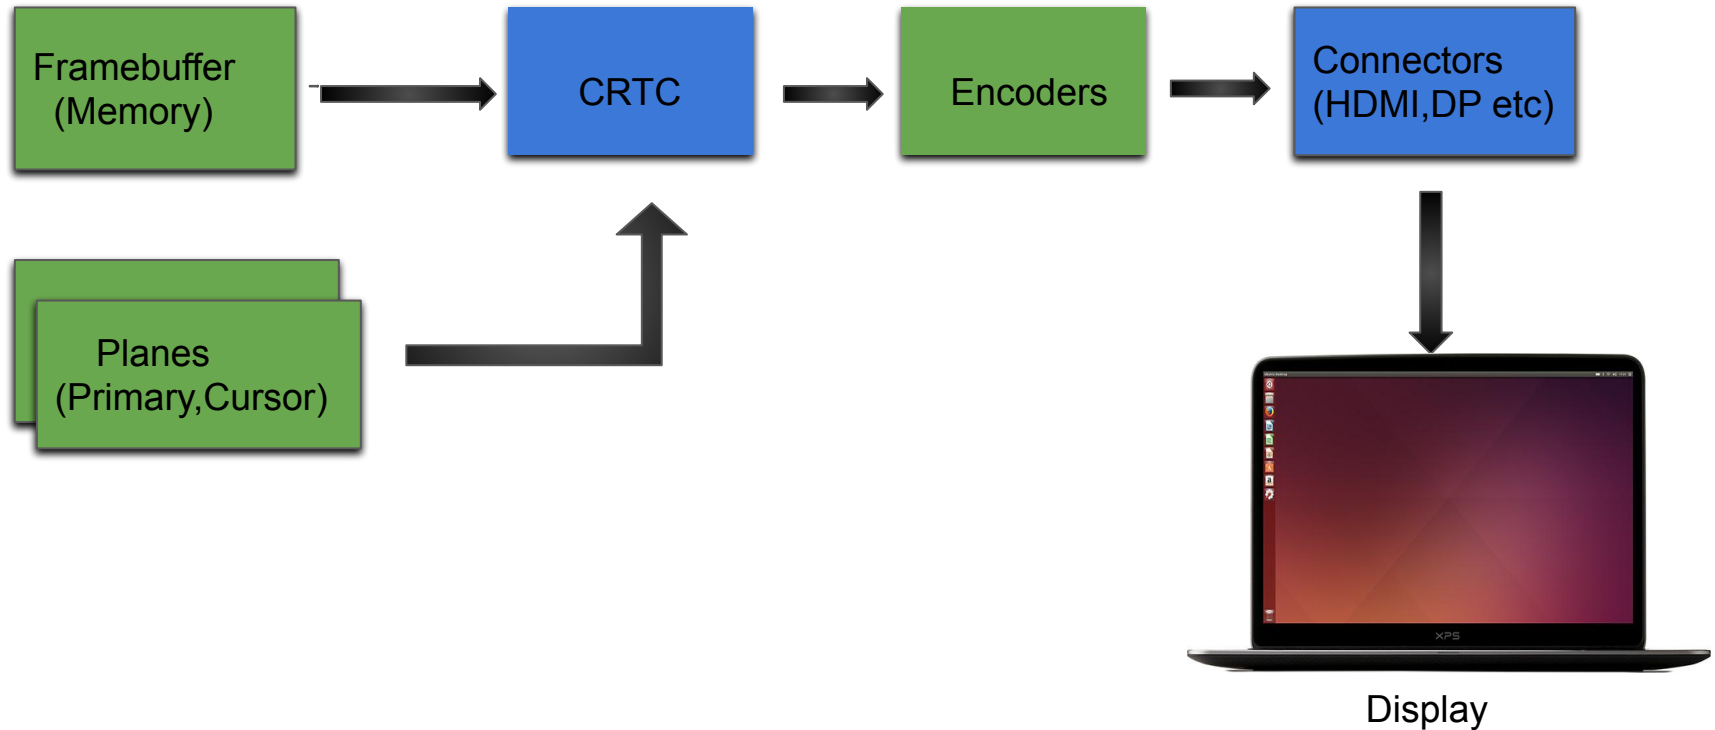 Framebuffer
(Memory)
CRTC
Encoders
Connectors
(HDMI,DP etc)
Planes
(Primary,Cursor)
XPS
Display